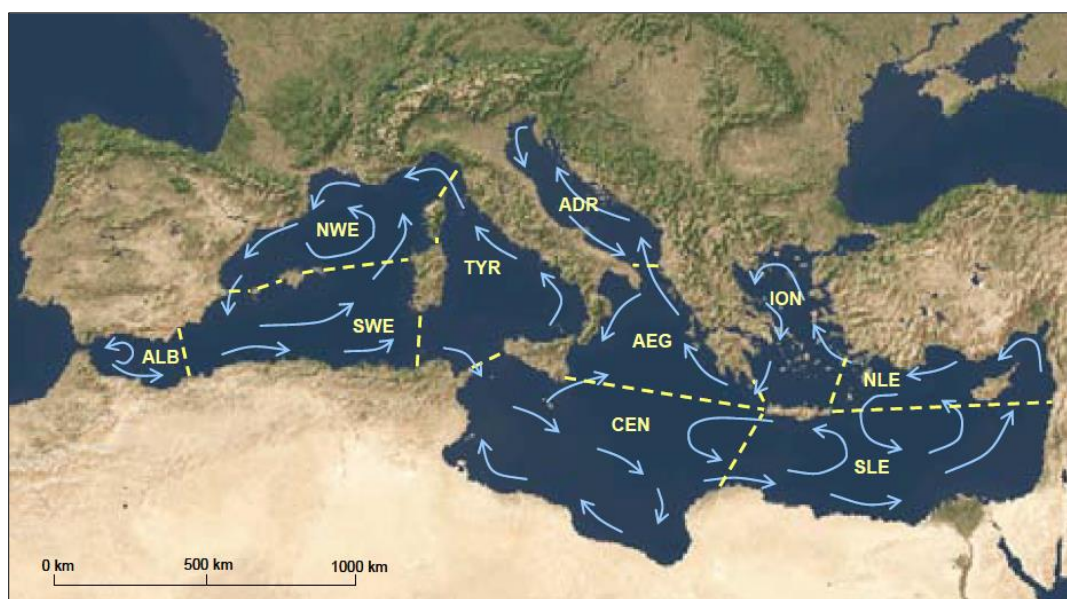 ADR
NWE
TYR
ION
SWE
AEG
ALB
NLE
CEN
SLE
0 km 500 km 1000 km